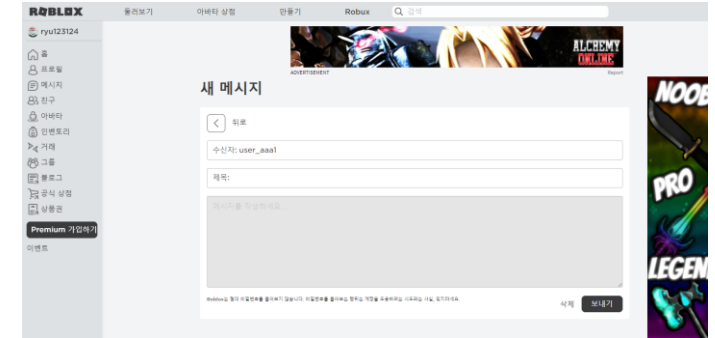 ROBLOX
둘러보기
아바타 상점
만들기
Robux
검색
ryu123124
홈
프로필
메시지
친구
아바타
인벤토리
거래
그룹
블로그
공식 상점
상품권
Premium 가입하기
이벤트
ALCHEMY
ONLINE
ADVERTISEMENT
Report
새 메시지
뒤로
수신자: user_aaa1
제목:
메시지를 작성하세요...
삭제
보내기
NOOB
PRO
LEGEN